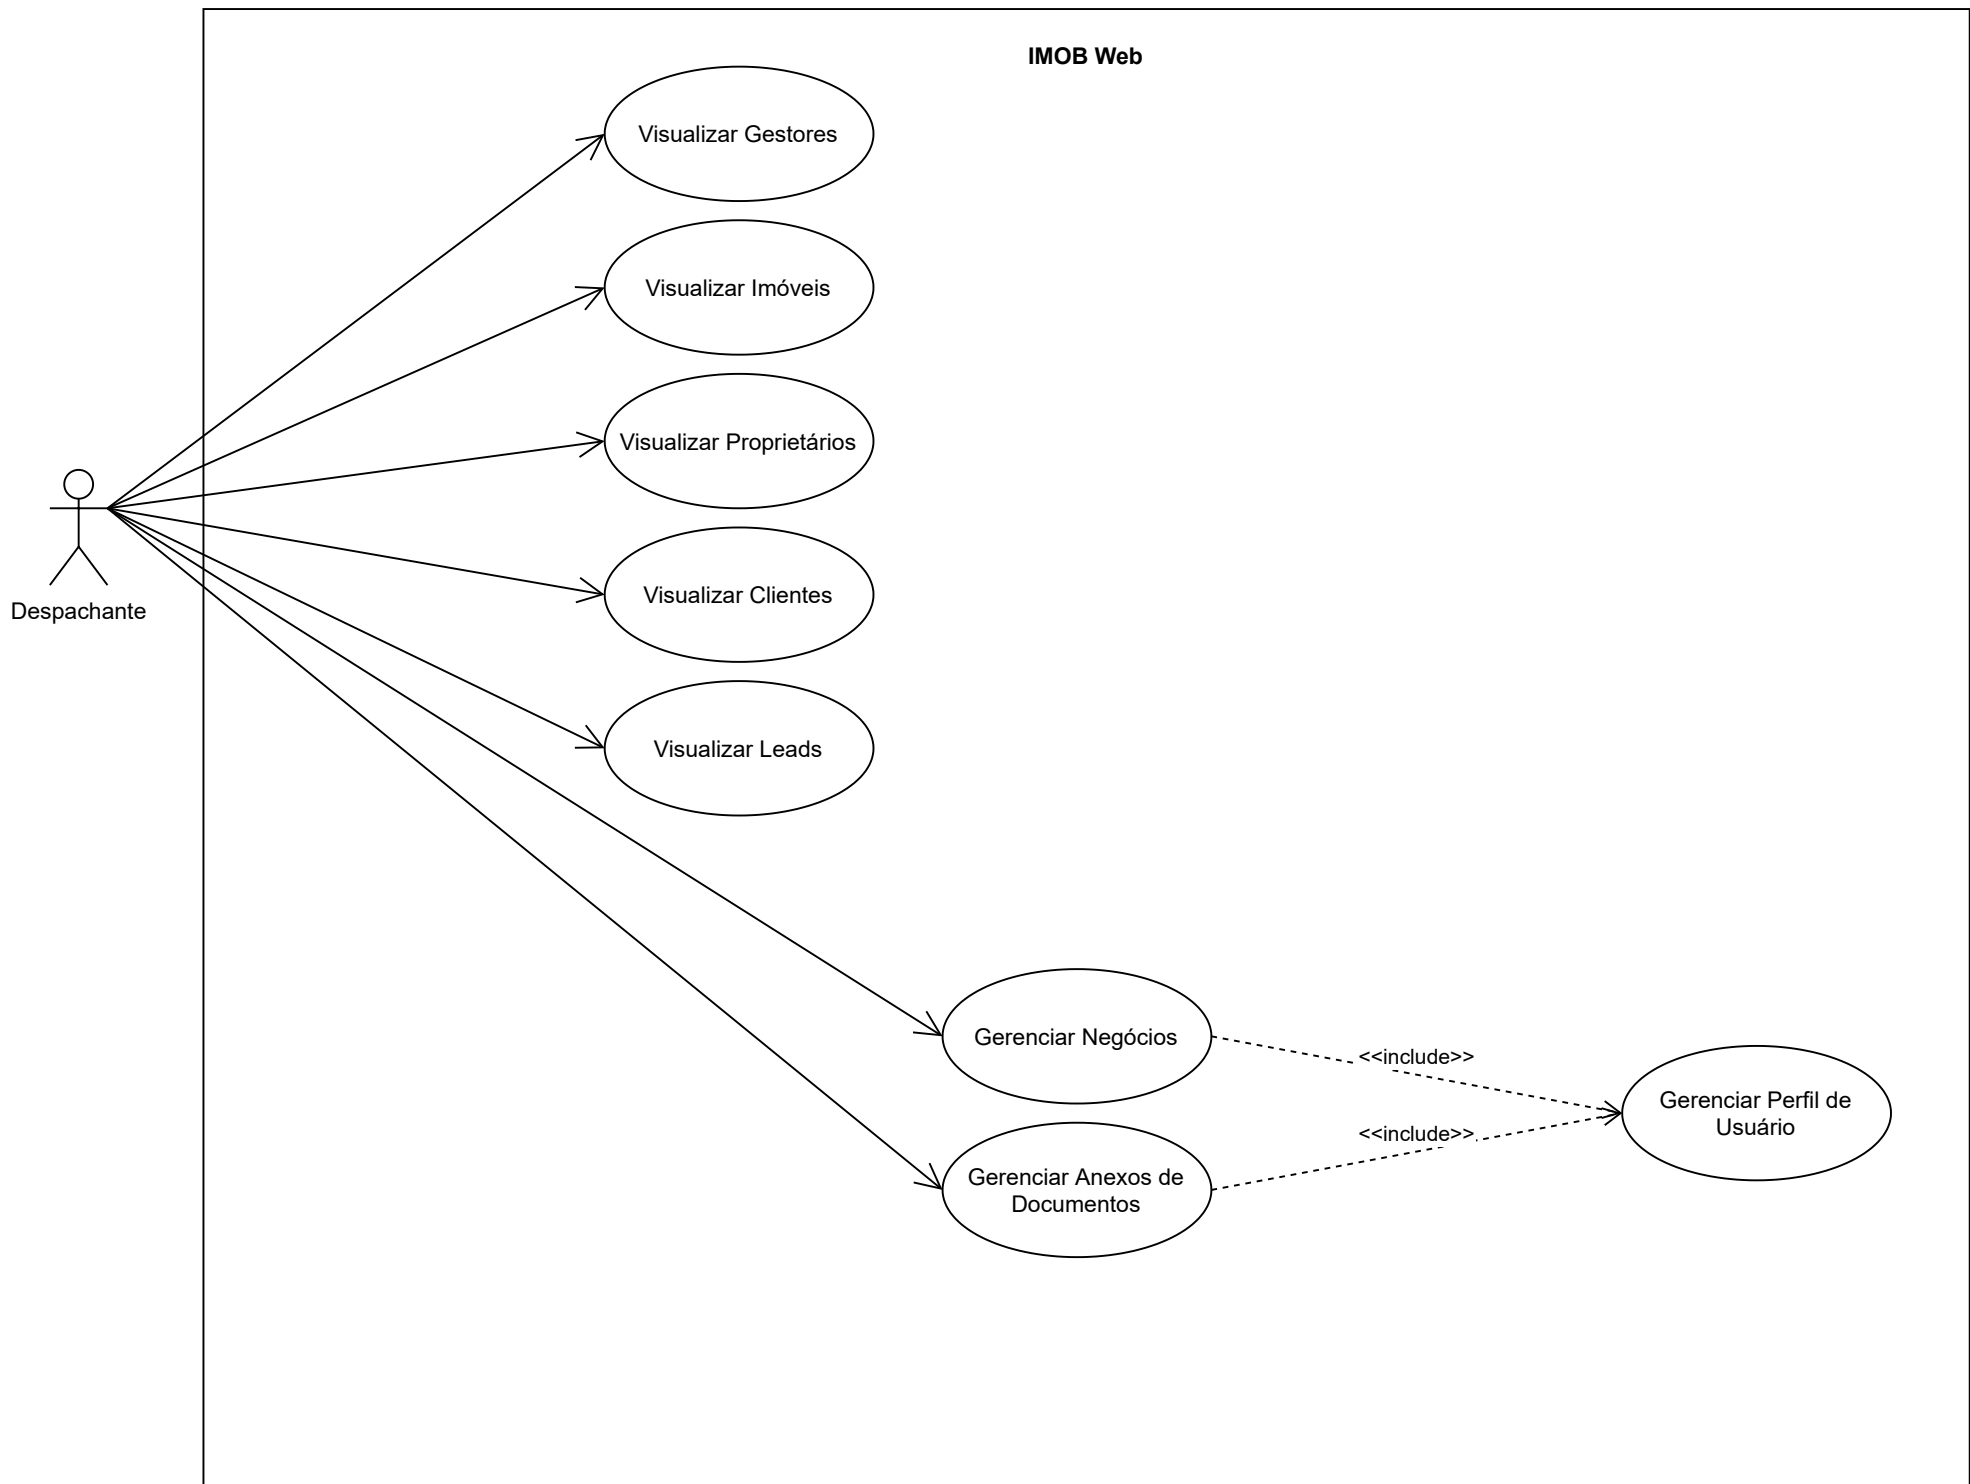 IMOB Web
Visualizar Gestores
Visualizar Imóveis
Visualizar Proprietários
Despachante
Visualizar Clientes
Visualizar Leads
Gerenciar Negócios
<<include>>
Gerenciar Perfil de
Usuário
<<include>>
Gerenciar Anexos de
Documentos